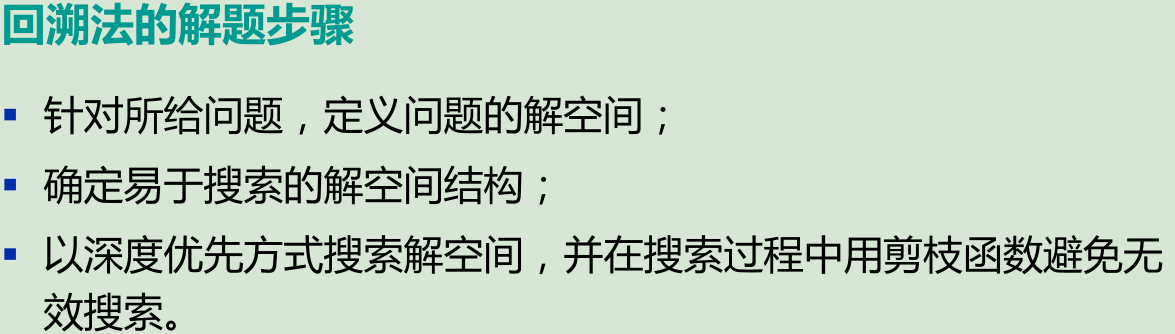 回溯法的解题步骤
▪ 针对所给问题，定义问题的解空间；
▪ 确定易于搜索的解空间结构；
▪ 以深度优先方式搜索解空间，并在搜索过程中用剪枝函数避免无
效搜索。